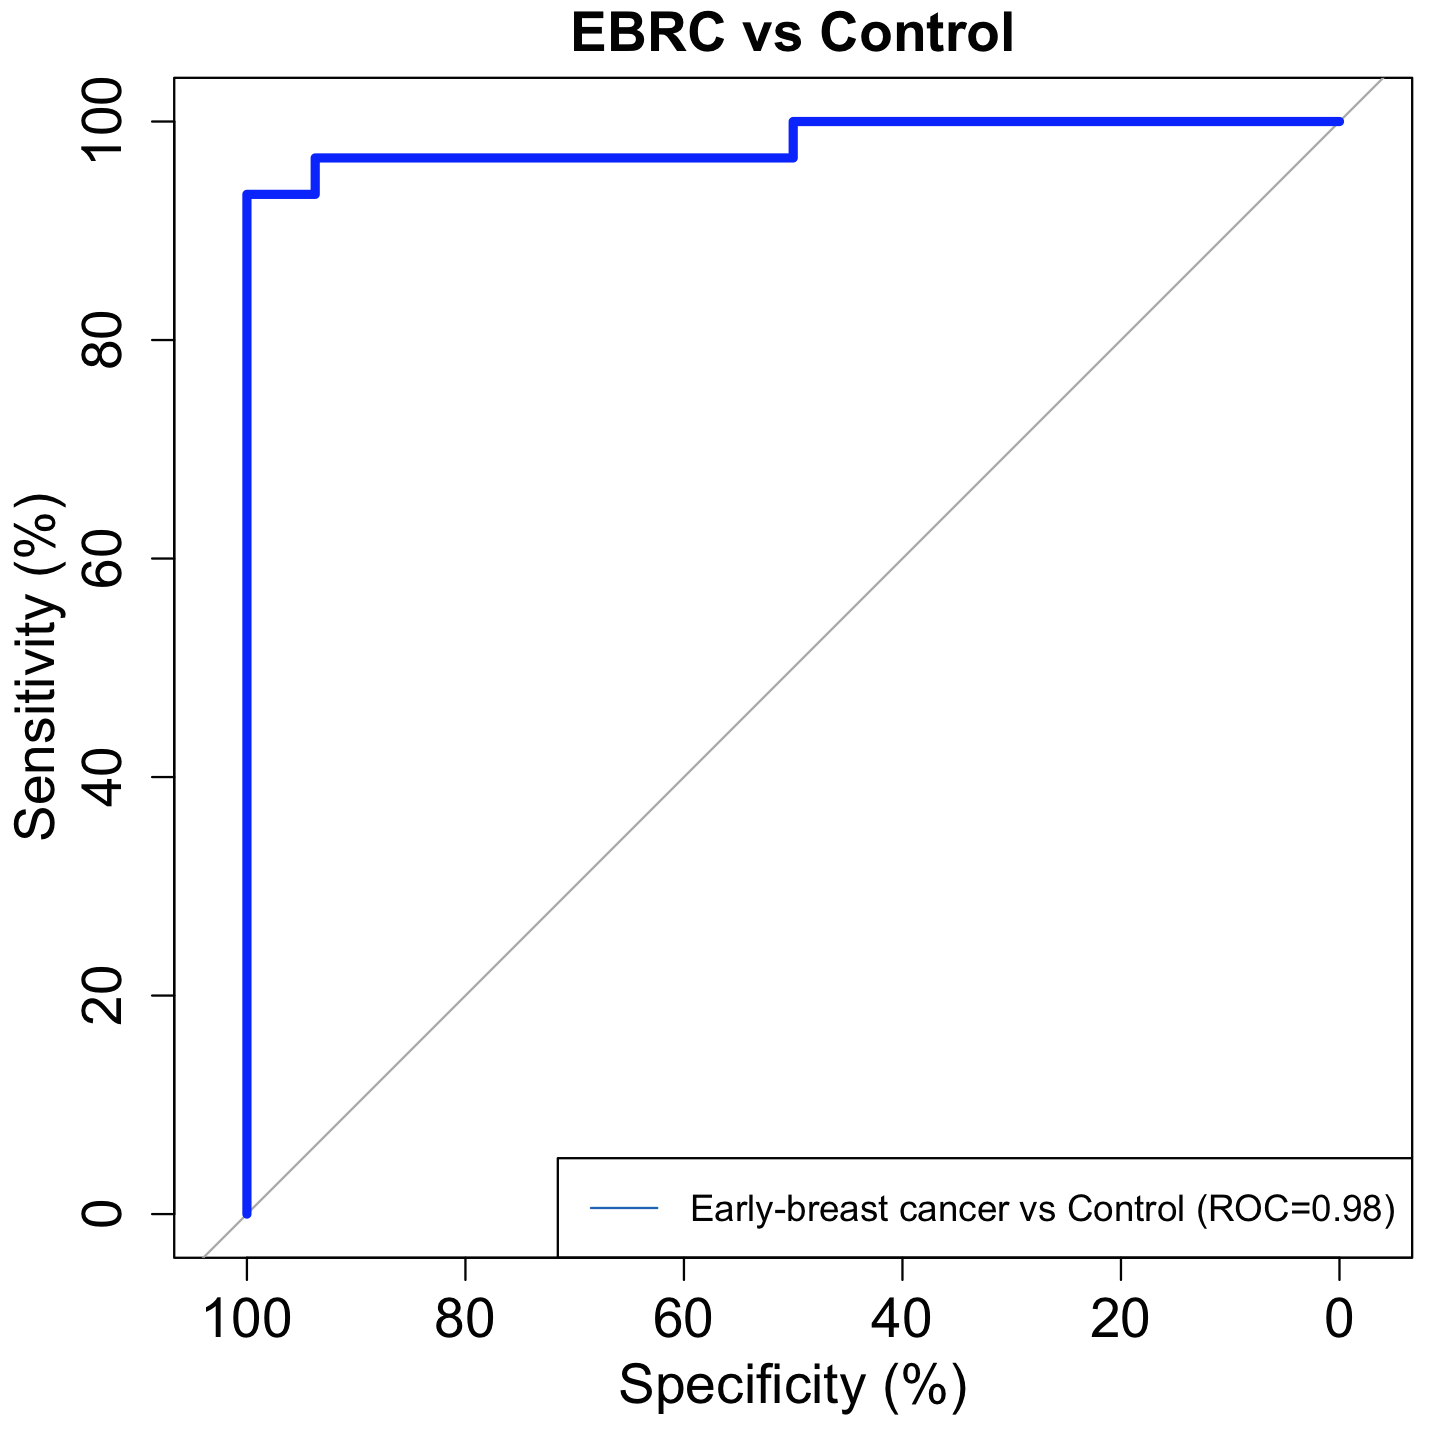 EBRC vs Control
Sensitivity (%)
100
80
60
40
20
0
Early-breast cancer vs Control (ROC=0.98)
100 80 60 40 20 0
Specificity (%)